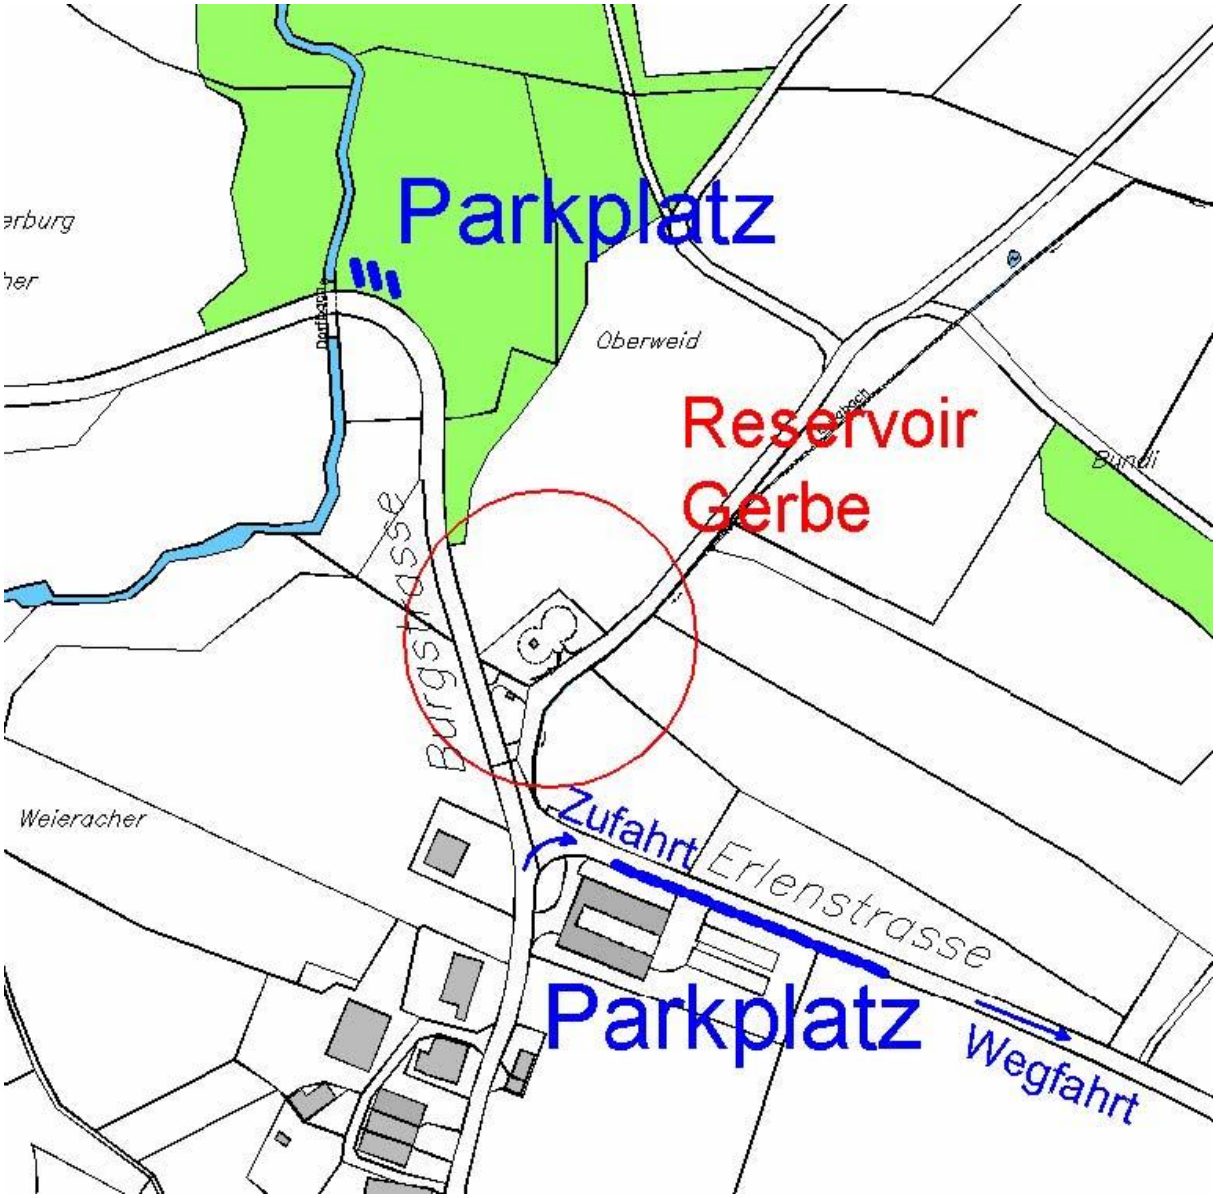 Parkplatz
erburg
her
Oberweid
Reservoir
Gerbe
Bündi
Burgstrasse
Weieracher
Zufahrt
Erlenstrasse
Parkplatz
Wegfahrt